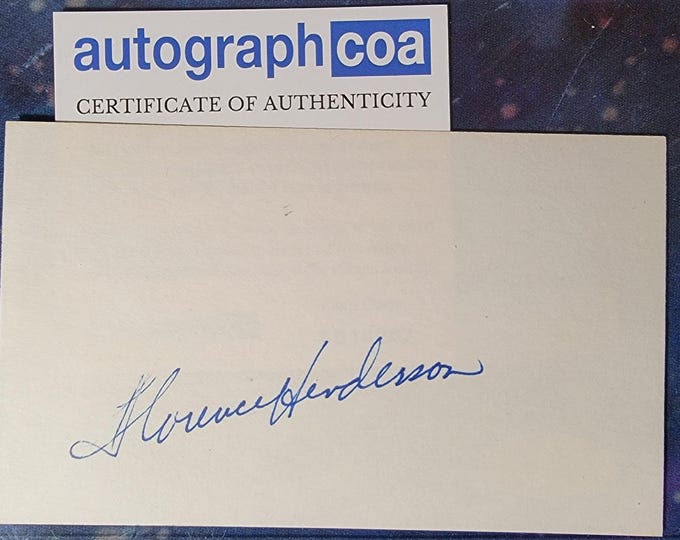 autographcoa
CERTIFICATE OF AUTHENTICITY
Florence Henderson